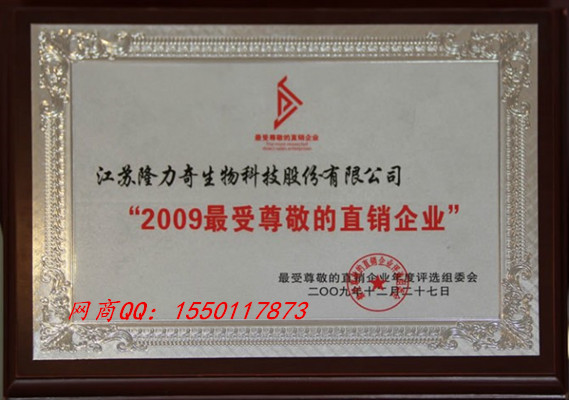 最受尊敬的直销企业
江苏隆力奇生物科技股份有限公司
“2009最受尊敬的直销企业”
最受尊敬的直销企业年度评选组委会
二〇〇九年十二月二十七日
网商QQ：1550117873